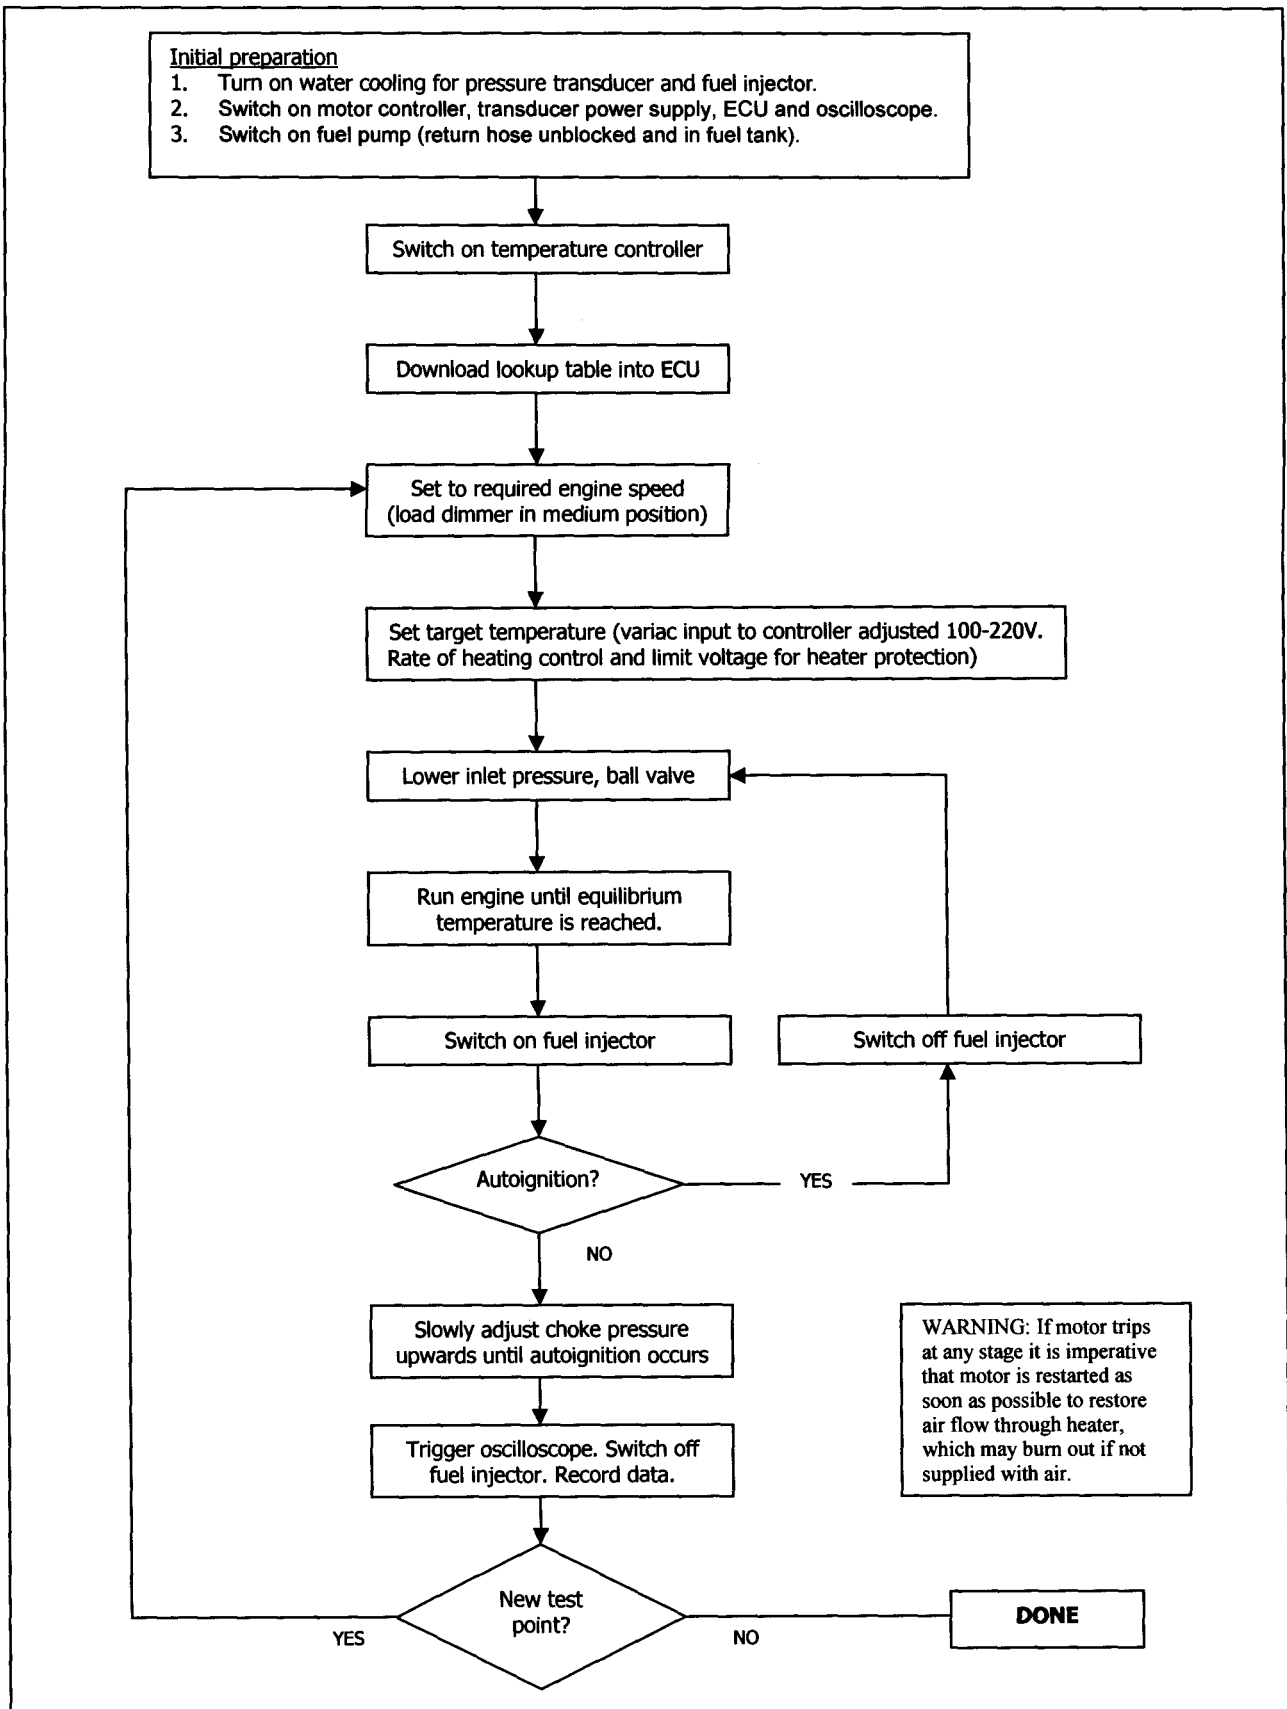 Initial preparation
1. Turn on water cooling for pressure transducer and fuel injector.
2. Switch on motor controller, transducer power supply, ECU and oscilloscope.
3. Switch on fuel pump (return hose unblocked and in fuel tank).
Switch on temperature controller
Download lookup table into ECU
Set to required engine speed
(load dimmer in medium position)
Set target temperature (variac input to controller adjusted 100-220V.
Rate of heating control and limit voltage for heater protection)
Lower inlet pressure, ball valve
Run engine until equilibrium
temperature is reached.
Switch on fuel injector
Switch off fuel injector
Autoignition?
YES
NO
Slowly adjust choke pressure
upwards until autoignition occurs
WARNING: If motor trips
at any stage it is imperative
that motor is restarted as
soon as possible to restore
air flow through heater,
which may burn out if not
supplied with air.
Trigger oscilloscope. Switch off
fuel injector. Record data.
New test
point?
YES
NO
DONE